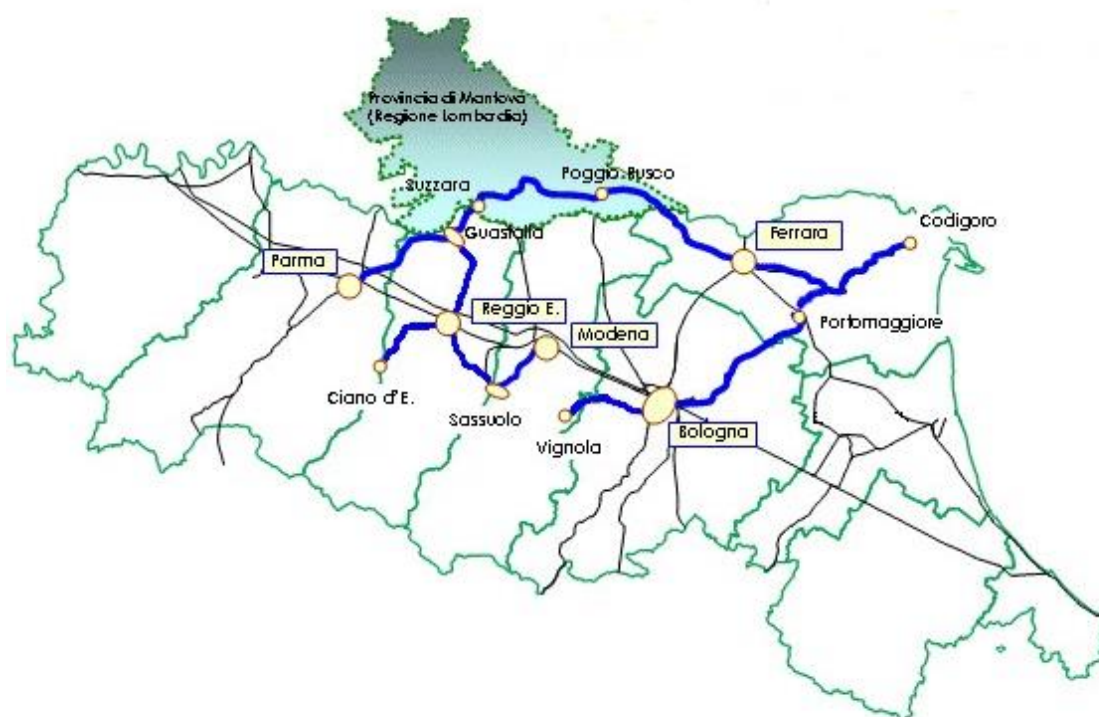 Provincia di Mantova
(Regione Lombardia)
Suzzara
Poggio Rusco
Codigoro
Guastalla
Ferrara
Parma
Reggio E.
Portomaggiore
Modena
Ciano d'E.
Sassuolo
Vignola
Bologna